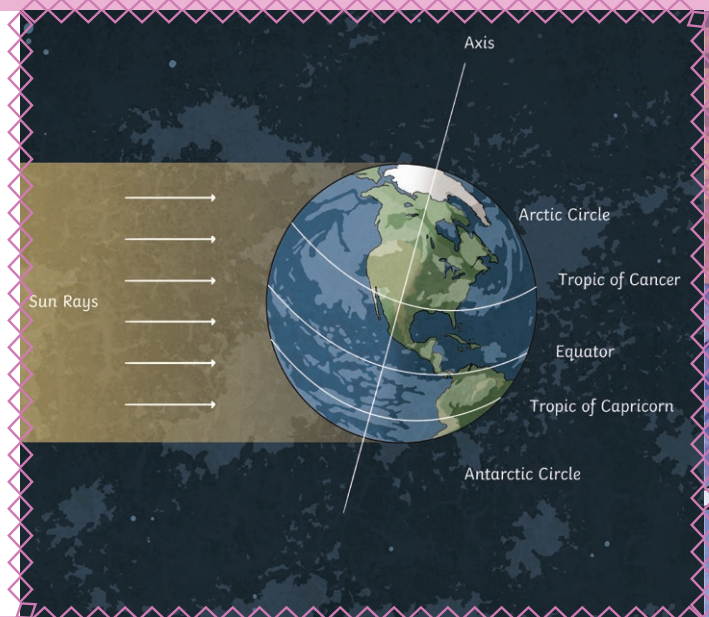 Axis
Arctic Circle
Tropic of Cancer
Sun Rays
Equator
Tropic of Capricorn
Antarctic Circle